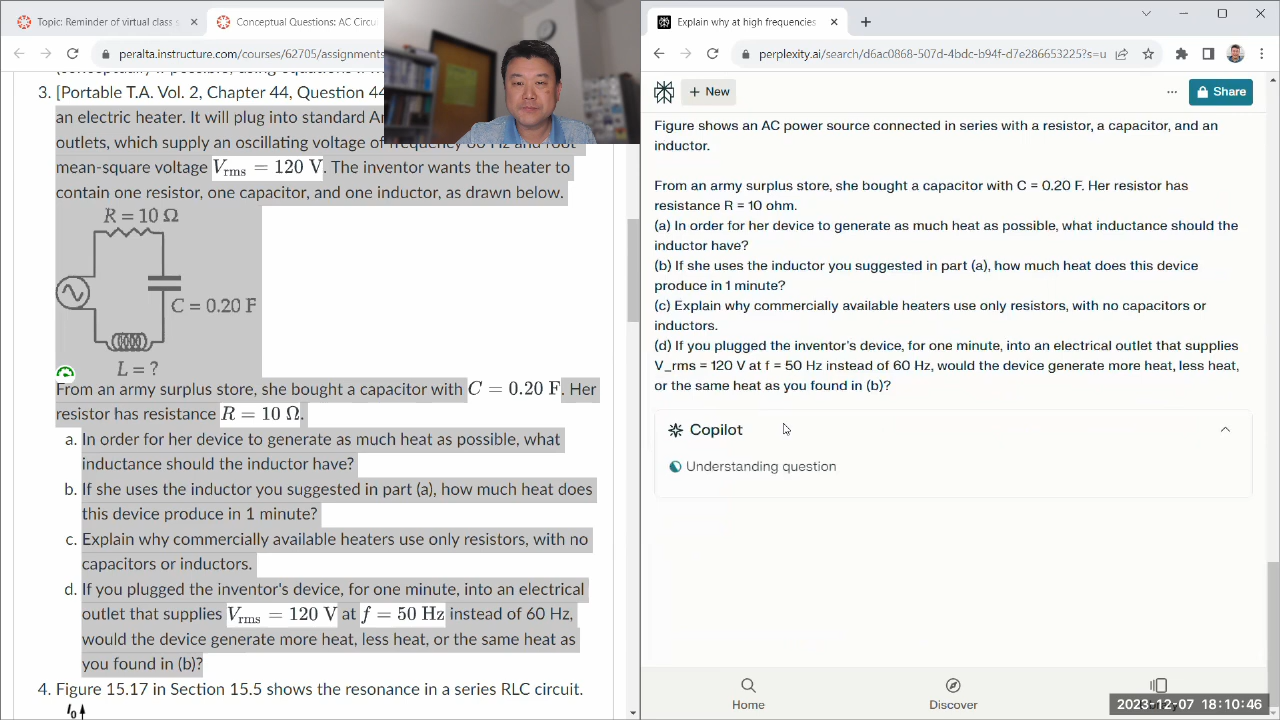 Topic: Reminder of virtual class s
Conceptual Questions: AC Circui
peralta.instructure.com/courses/62705/assignments
3. [Portable T.A. Vol. 2, Chapter 44, Question 44
an electric heater. It will plug into standard Am
outlets, which supply an oscillating voltage of frequency 60 Hz and root
mean-square voltage Vrms = 120 V. The inventor wants the heater to
contain one resistor, one capacitor, and one inductor, as drawn below.
R = 10 Ω
C = 0.20 F
L = ?
From an army surplus store, she bought a capacitor with C = 0.20 F. Her
resistor has resistance R = 10 Ω.
a. In order for her device to generate as much heat as possible, what
inductance should the inductor have?
b. If she uses the inductor you suggested in part (a), how much heat does
this device produce in 1 minute?
c. Explain why commercially available heaters use only resistors, with no
capacitors or inductors.
d. If you plugged the inventor's device, for one minute, into an electrical
outlet that supplies Vrms = 120 V at f = 50 Hz instead of 60 Hz,
would the device generate more heat, less heat, or the same heat as
you found in (b)?
4. Figure 15.17 in Section 15.5 shows the resonance in a series RLC circuit.
I0
Explain why at high frequencies
perplexity.ai/search/d6ac0868-507d-4bdc-b94f-d7e2866532259?s=u
New
Share
Figure shows an AC power source connected in series with a resistor, a capacitor, and an
inductor.
From an army surplus store, she bought a capacitor with C = 0.20 F. Her resistor has
resistance R = 10 ohm.
(a) In order for her device to generate as much heat as possible, what inductance should the
inductor have?
(b) If she uses the inductor you suggested in part (a), how much heat does this device
produce in 1 minute?
(c) Explain why commercially available heaters use only resistors, with no capacitors or
inductors.
(d) If you plugged the inventor's device, for one minute, into an electrical outlet that supplies
V_rms = 120 V at f = 50 Hz instead of 60 Hz, would the device generate more heat, less heat,
or the same heat as you found in (b)?
Copilot
Understanding question
Home
Discover
2023-12-07 18:10:46